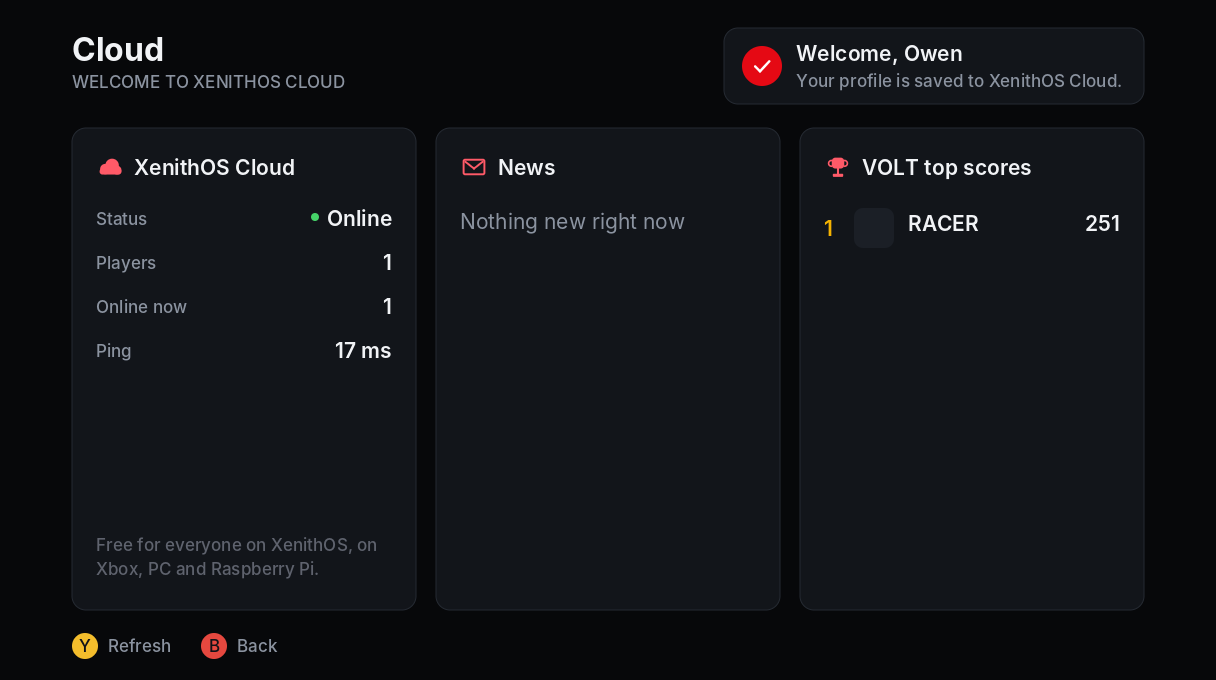 Cloud
WELCOME TO XENITHOS CLOUD
Welcome, Owen
Your profile is saved to XenithOS Cloud.
XenithOS Cloud
Status
Online
Players
1
Online now
1
Ping
17 ms
Free for everyone on XenithOS, on
Xbox, PC and Raspberry Pi.
News
Nothing new right now
VOLT top scores
1 RACER 251
Y Refresh
B Back